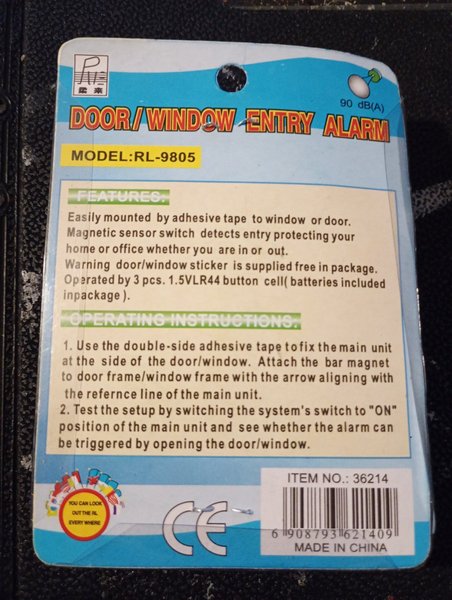 柔来
90 dB(A)
DOOR/WINDOW ENTRY ALARM
MODEL:RL-9805
FEATURES:
Easily mounted by adhesive tape to window or door.
Magnetic sensor switch detects entry protecting your
home or office whether you are in or out.
Warning door/window sticker is supplied free in package.
Operated by 3 pcs. 1.5VLR44 button cell( batteries included
inpackage ).
OPERATING INSTRUCTIONS:
1. Use the double-side adhesive tape to fix the main unit
at the side of the door/window. Attach the bar magnet
to door frame/window frame with the arrow aligning with
the refernce line of the main unit.
2. Test the setup by switching the system's switch to "ON"
position of the main unit and see whether the alarm can
be triggered by opening the door/window.
YOU CAN LOOK
OUT THE RL
EVERY WHERE
CE
ITEM NO.: 36214
6 908793 621409
MADE IN CHINA